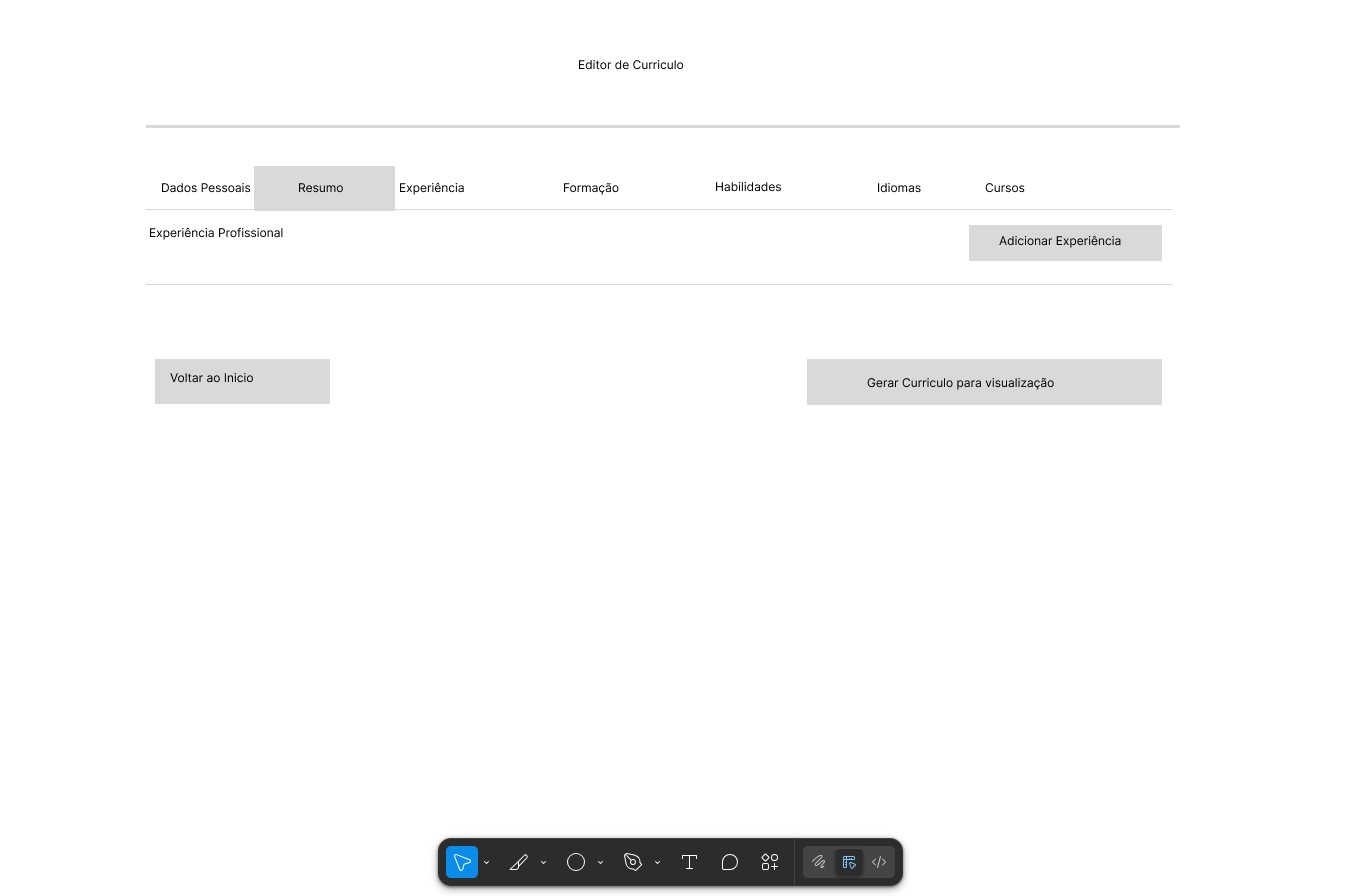 Editor de Curriculo
Dados Pessoais Resumo Experiência Formação Habilidades Idiomas Cursos
Experiência Profissional Adicionar Experiência
Voltar ao Inicio Gerar Curriculo para visualização